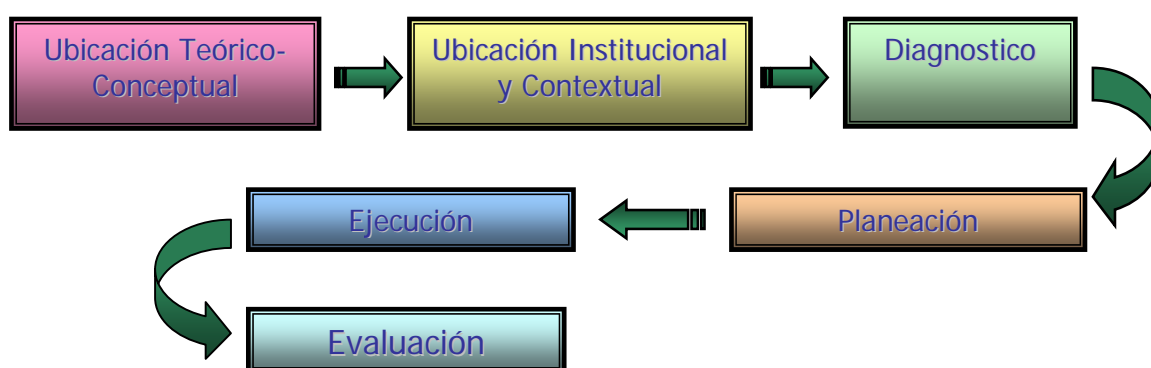 Ubicación Teórico-
Conceptual
Ubicación Institucional
y Contextual
Diagnostico
Planeación
Ejecución
Evaluación